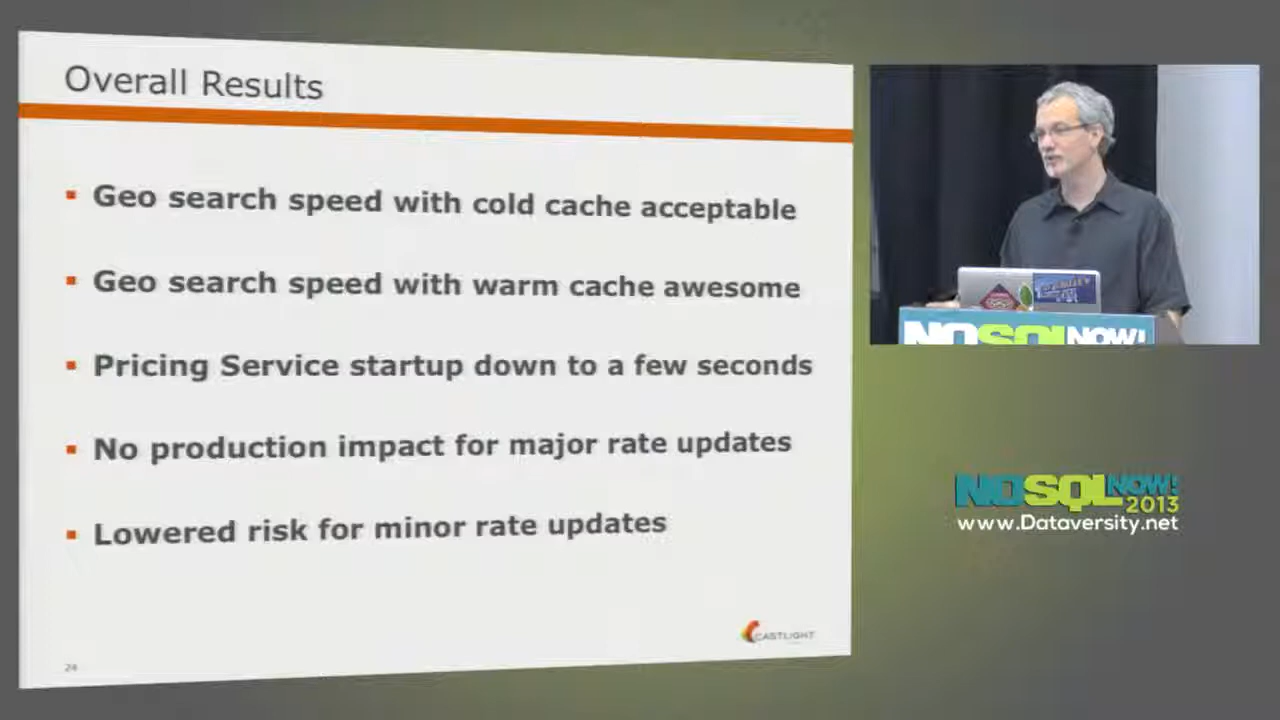 Overall Results
Geo search speed with cold cache acceptable
Geo search speed with warm cache awesome
Pricing Service startup down to a few seconds
No production impact for major rate updates
Lowered risk for minor rate updates
CASTLIGHT
24
NOSQL NOW!
NOSQL NOW!
2013
www.Dataversity.net